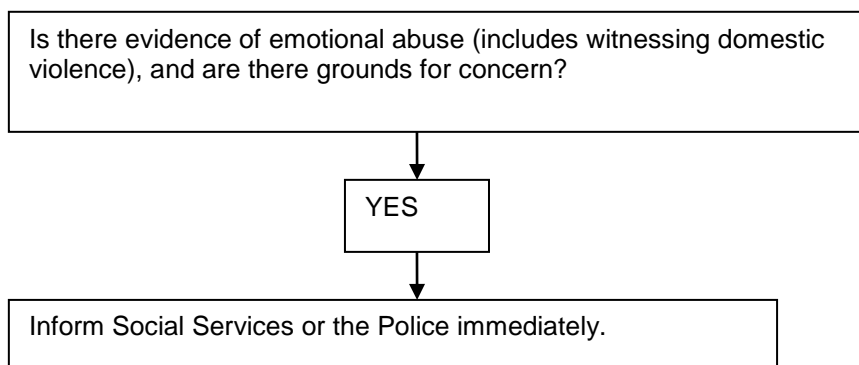 Is there evidence of emotional abuse (includes witnessing domestic
violence), and are there grounds for concern?
YES
Inform Social Services or the Police immediately.